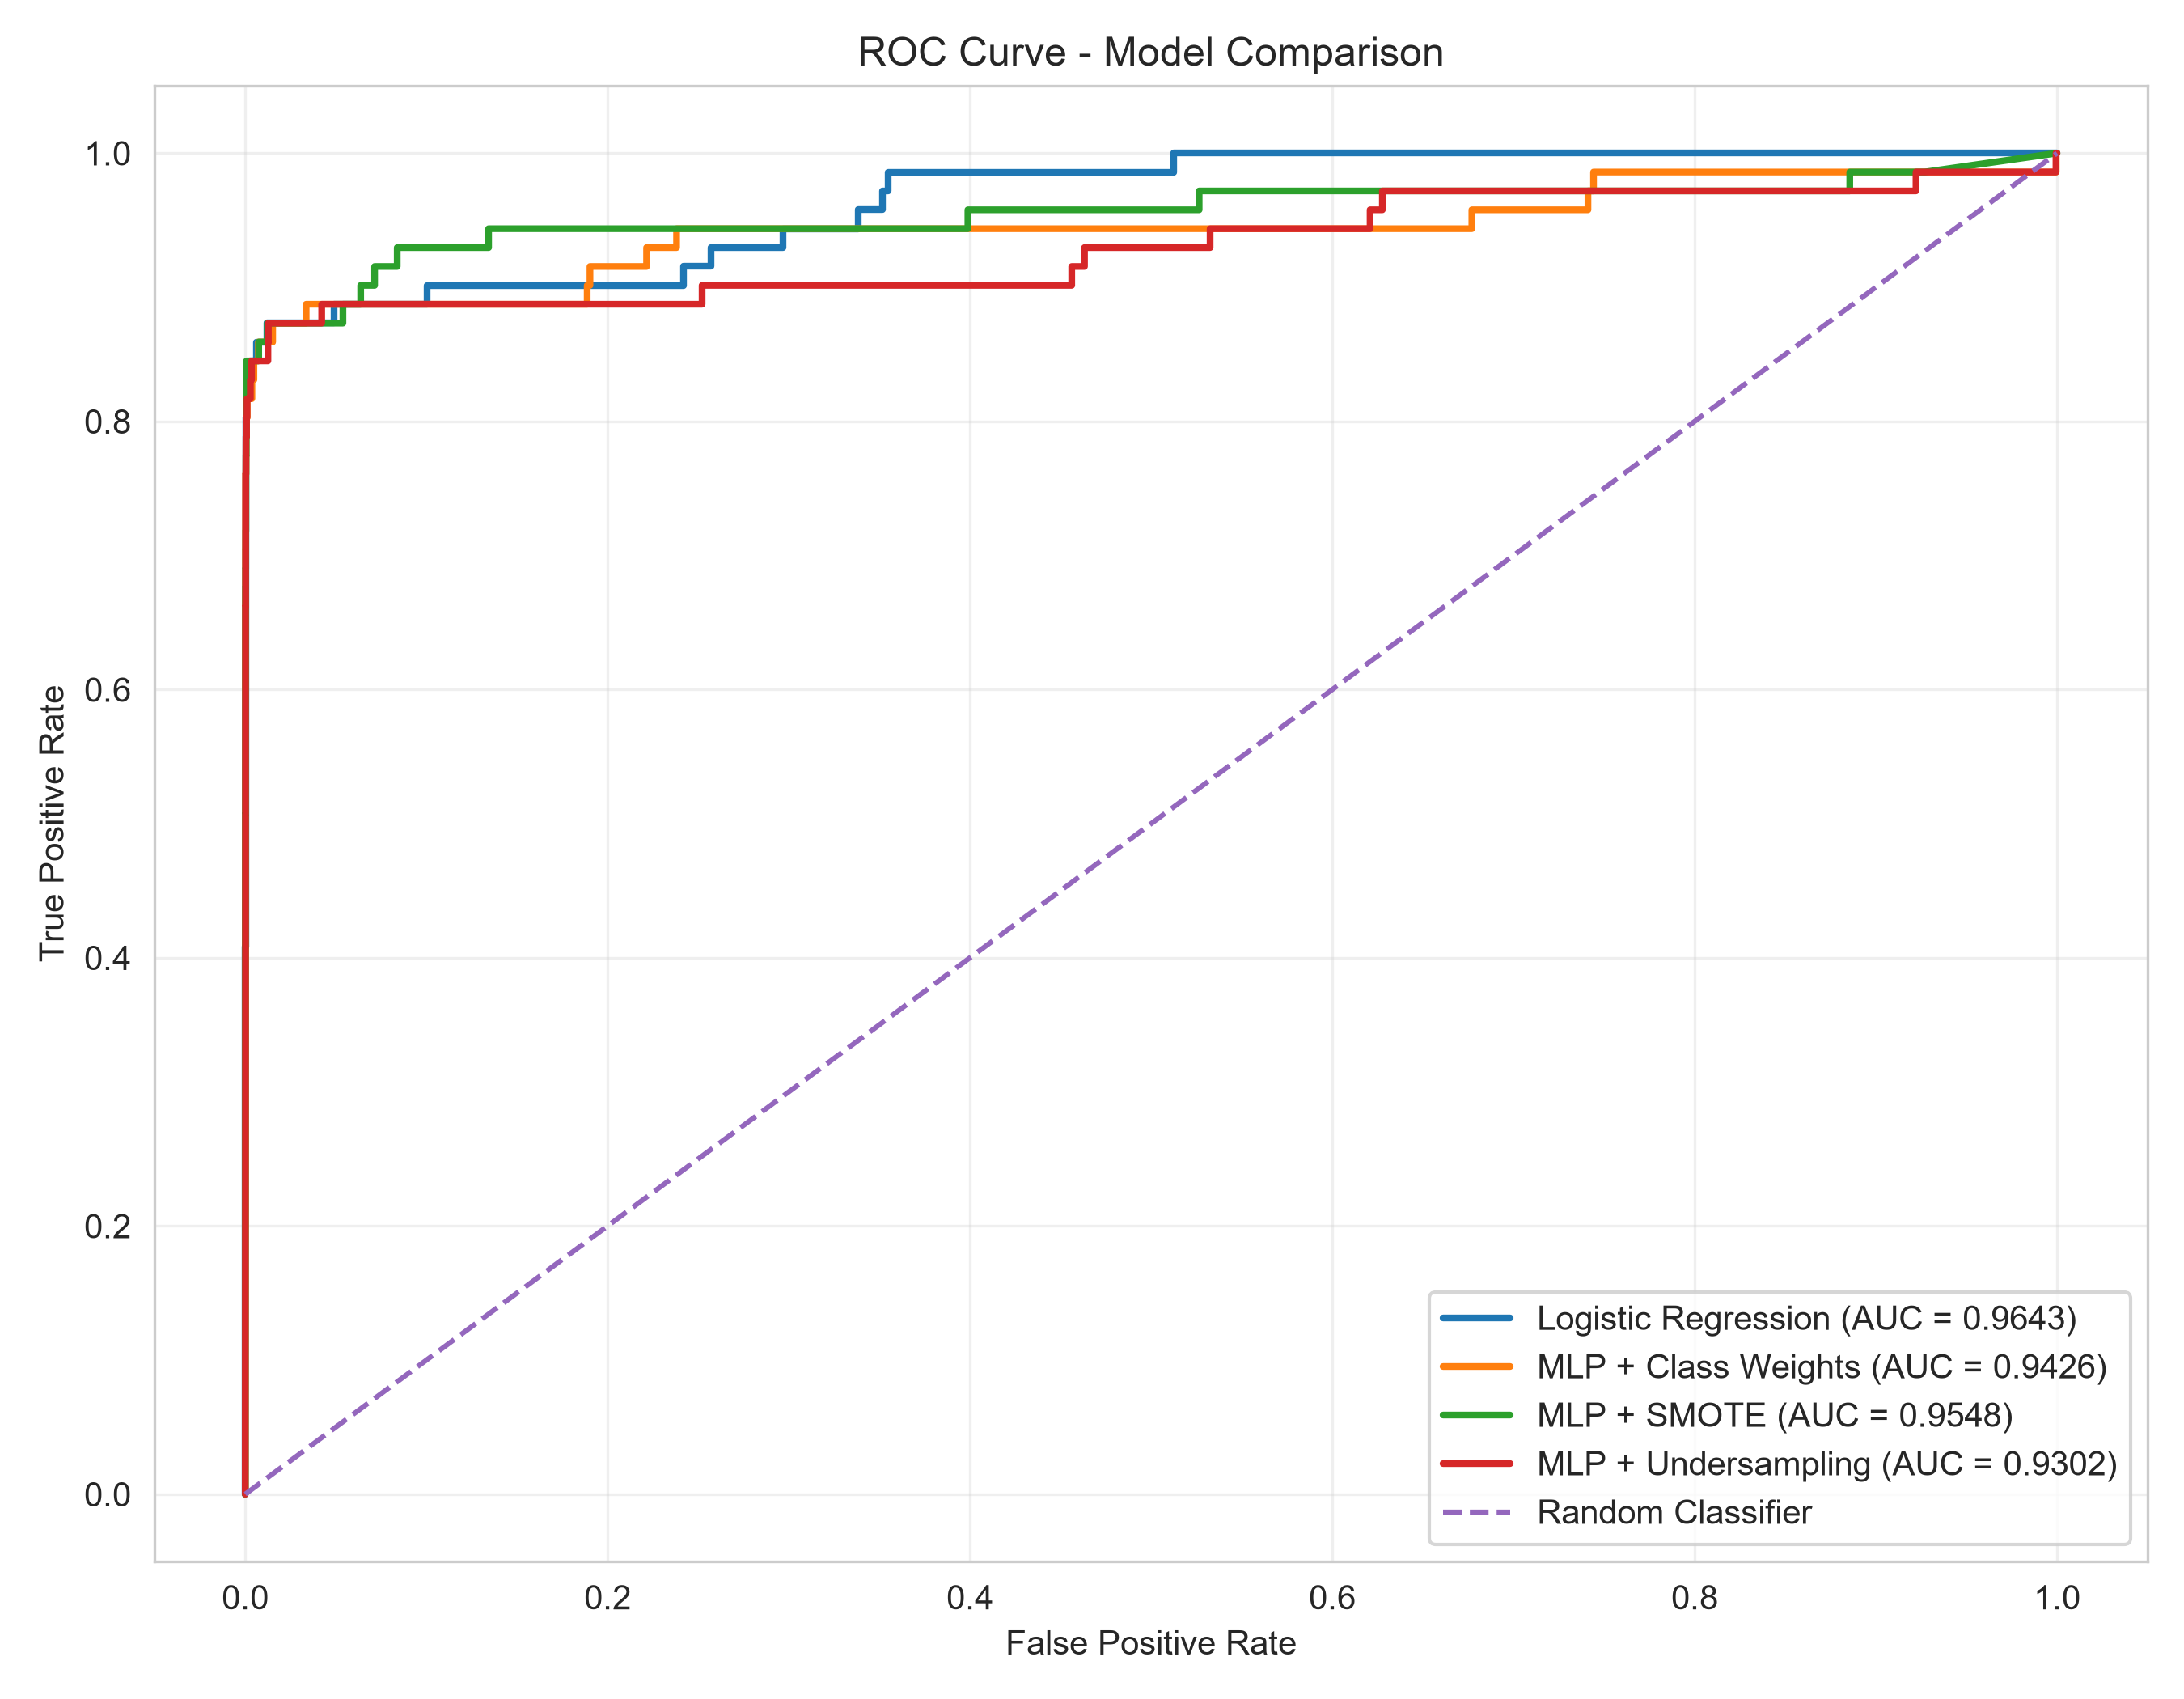 ROC Curve - Model Comparison
True Positive Rate
1.0
0.8
0.6
0.4
0.2
0.0
0.0 0.2 0.4 0.6 0.8 1.0
False Positive Rate
Logistic Regression (AUC = 0.9643)
MLP + Class Weights (AUC = 0.9426)
MLP + SMOTE (AUC = 0.9548)
MLP + Undersampling (AUC = 0.9302)
Random Classifier